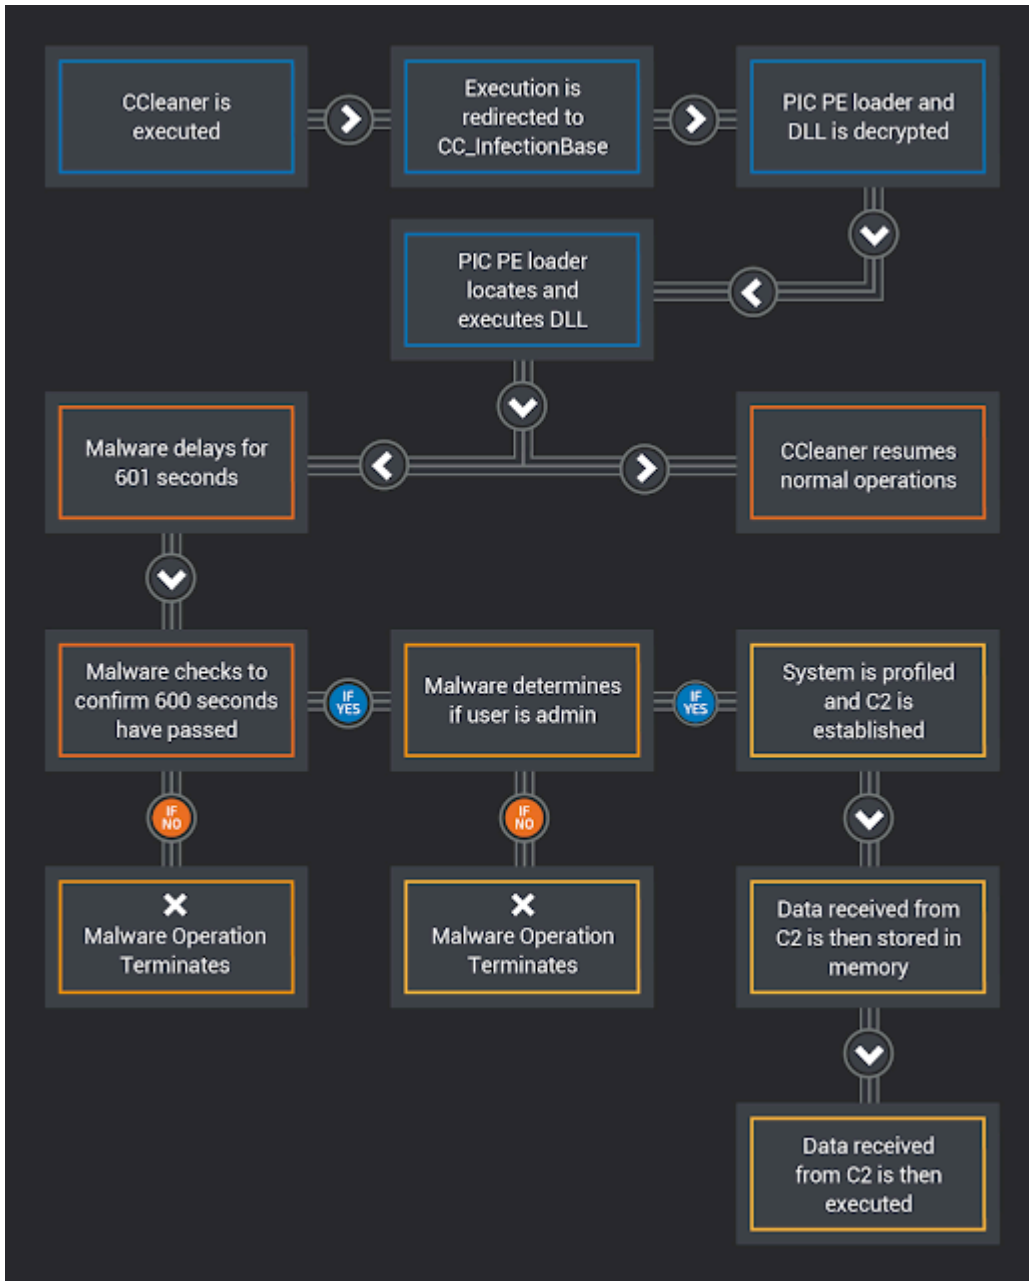 CCleaner is
executed
Execution is
redirected to
CC_InfectionBase
PIC PE loader and
DLL is decrypted
PIC PE loader
locates and
executes DLL
Malware delays for
601 seconds
CCleaner resumes
normal operations
Malware checks to
confirm 600 seconds
have passed
IF
YES
Malware determines
if user is admin
IF
YES
System is profiled
and C2 is
established
IF
NO
IF
NO
Malware Operation
Terminates
Malware Operation
Terminates
Data received from
C2 is then stored in
memory
Data received
from C2 is then
executed